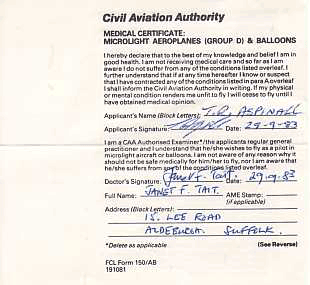 Civil Aviation Authority
MEDICAL CERTIFICATE:
MICROLIGHT AEROPLANES (GROUP D) & BALLOONS
I hereby declare that to the best of my knowledge and belief I am in
good health. I am not receiving medical care and so far as I am
aware I do not suffer from any of the conditions listed overleaf. I
further understand that if at any time hereafter I know or suspect
that I have contracted any of the conditions listed in para A overleaf
I shall inform the Civil Aviation Authority in writing. If my physical
or mental condition renders me unfit to fly I will cease to fly until I
have obtained medical opinion.
Applicant's Name (Block Letters): I.C. ASPINALL
Applicant's Signature: Date: 29-9-83
I am a CAA Authorised Examiner*/the applicants regular general
practitioner and I understand that he/she wishes to fly as a pilot in
microlight aircraft or balloons. I am not aware of any reason why it
should not be safe medically for him/her to fly, nor I am aware that
he/she suffers from any of the conditions listed overleaf.
Doctor's Signature: Janet F. Tait. Date: 29.9.83
Full Name: JANET F. TAIT. AME Stamp:
(if applicable)
Address (Block Letters):
15. LEE ROAD
ALDEBURGH. SUFFOLK.
*Delete as applicable (See Reverse)
FCL Form 150/AB
191081